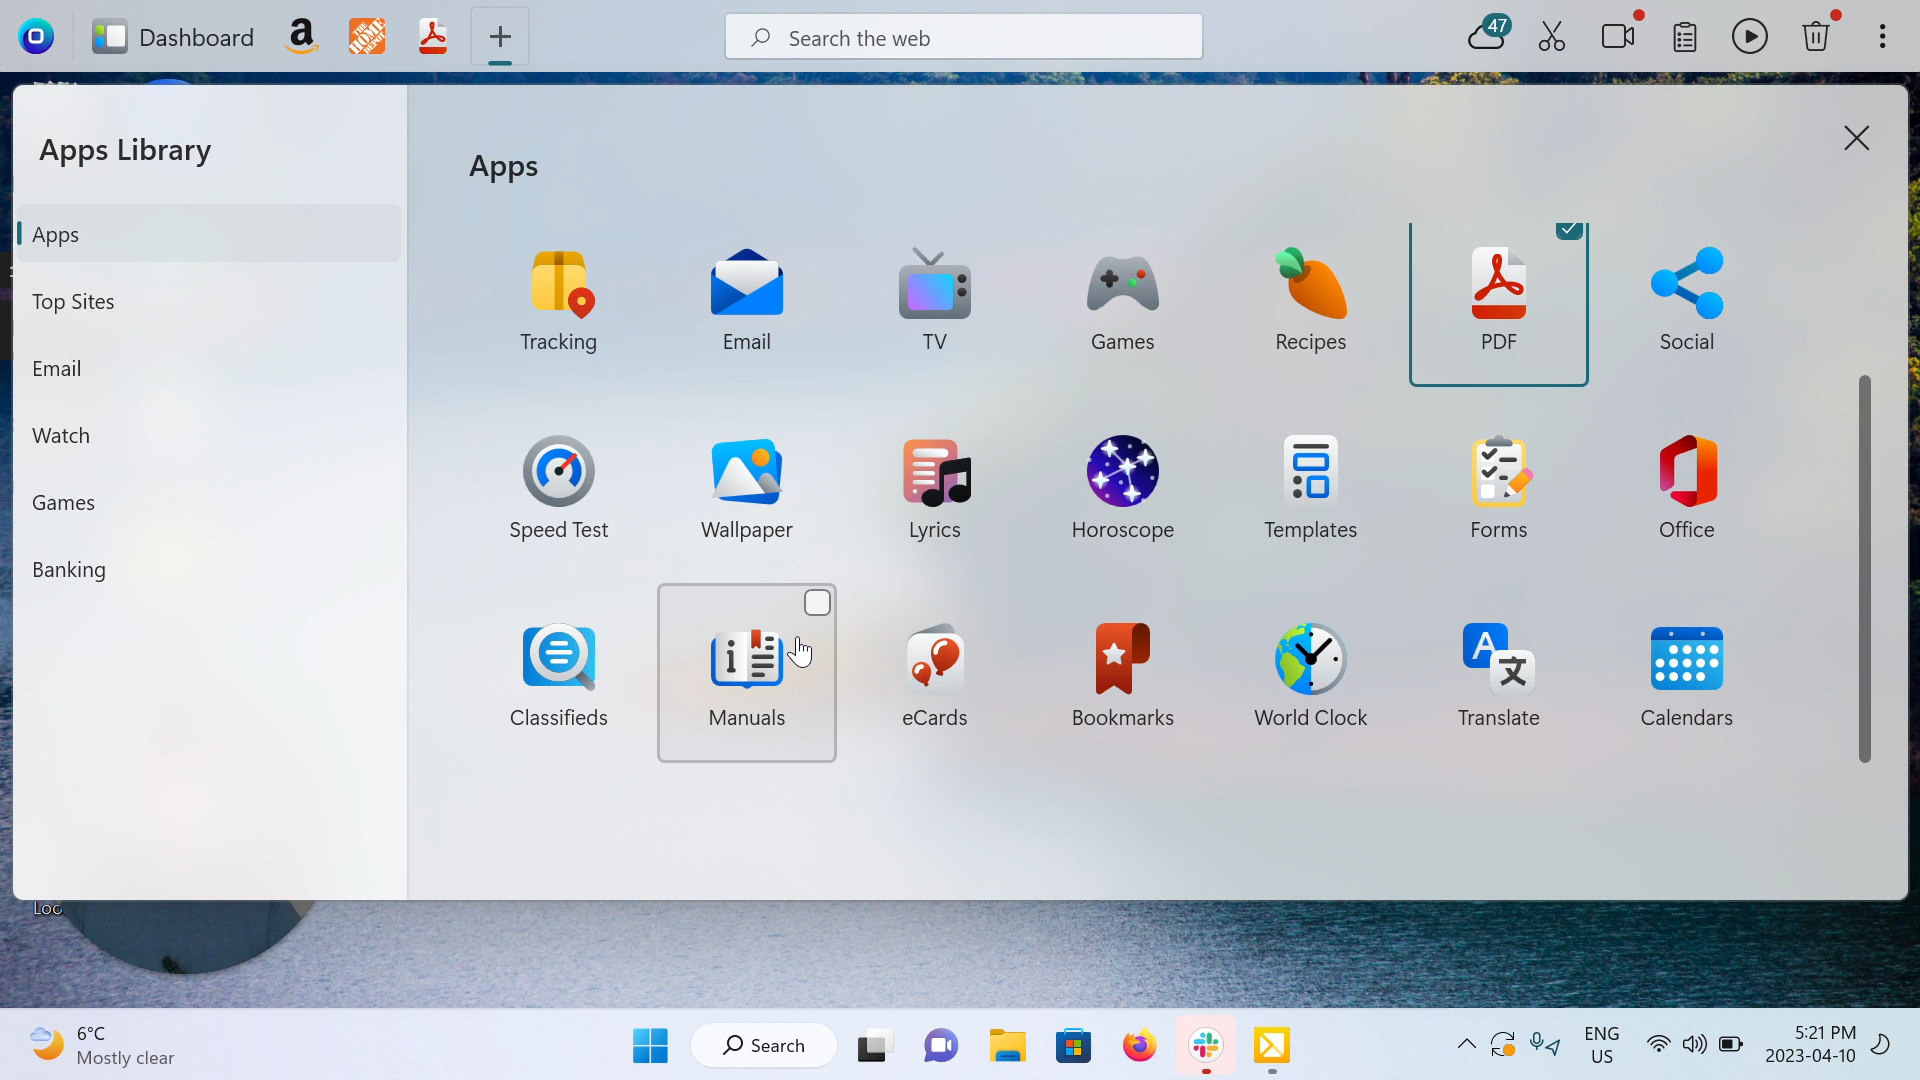 Dashboard
Search the web
47
Apps Library
Apps
Top Sites
Email
Watch
Games
Banking
Apps
Tracking
Email
TV
Games
Recipes
PDF
Social
Speed Test
Wallpaper
Lyrics
Horoscope
Templates
Forms
Office
Classifieds
Manuals
eCards
Bookmarks
World Clock
Translate
Calendars
6°C
Mostly clear
Search
ENG
US
5:21 PM
2023-04-10